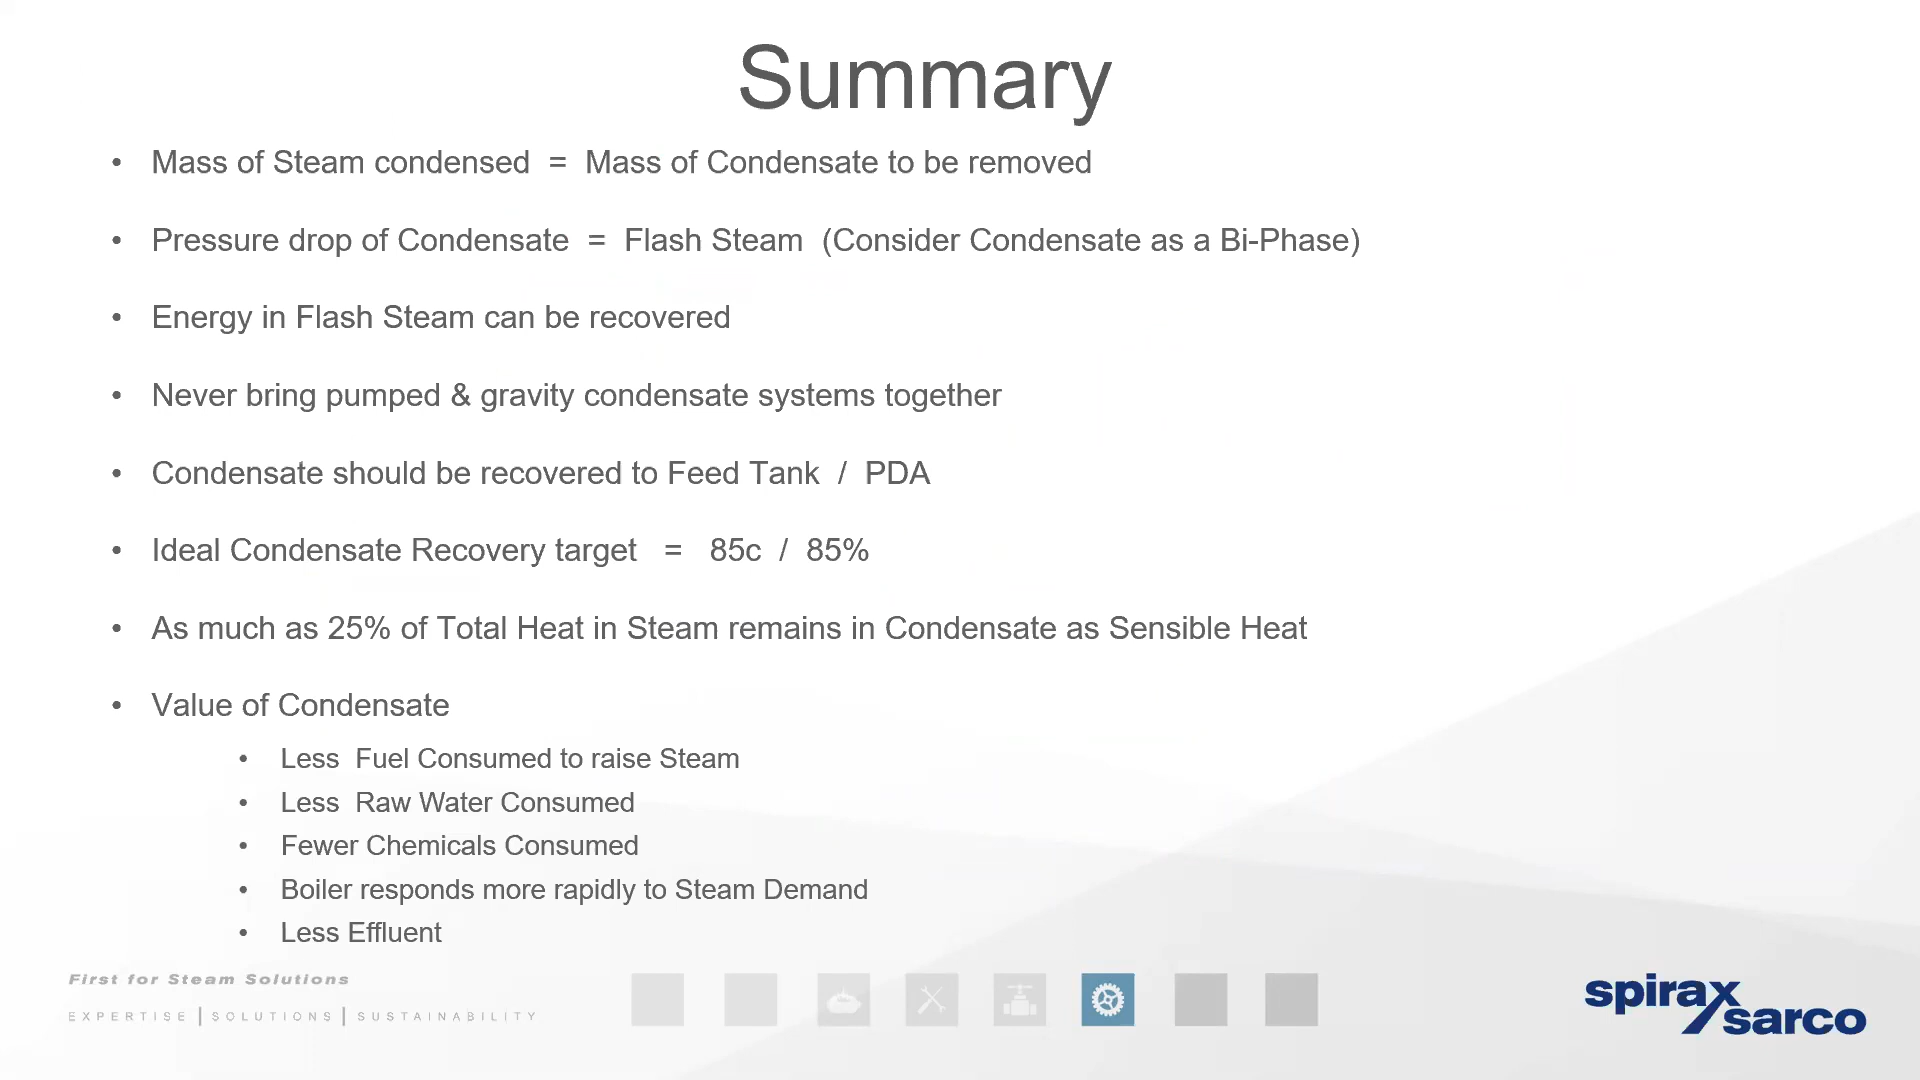 Summary
• Mass of Steam condensed = Mass of Condensate to be removed
• Pressure drop of Condensate = Flash Steam (Consider Condensate as a Bi-Phase)
• Energy in Flash Steam can be recovered
• Never bring pumped & gravity condensate systems together
• Condensate should be recovered to Feed Tank / PDA
• Ideal Condensate Recovery target = 85c / 85%
• As much as 25% of Total Heat in Steam remains in Condensate as Sensible Heat
• Value of Condensate
• Less Fuel Consumed to raise Steam
• Less Raw Water Consumed
• Fewer Chemicals Consumed
• Boiler responds more rapidly to Steam Demand
• Less Effluent
First for Steam Solutions
EXPERTISE | SOLUTIONS | SUSTAINABILITY
spirax
sarco